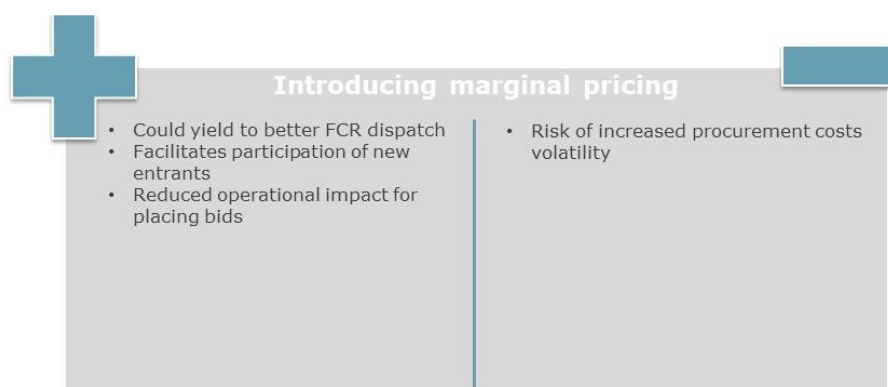 Introducing marginal pricing
• Could yield to better FCR dispatch
• Facilitates participation of new
entrants
• Reduced operational impact for
placing bids
• Risk of increased procurement costs
volatility